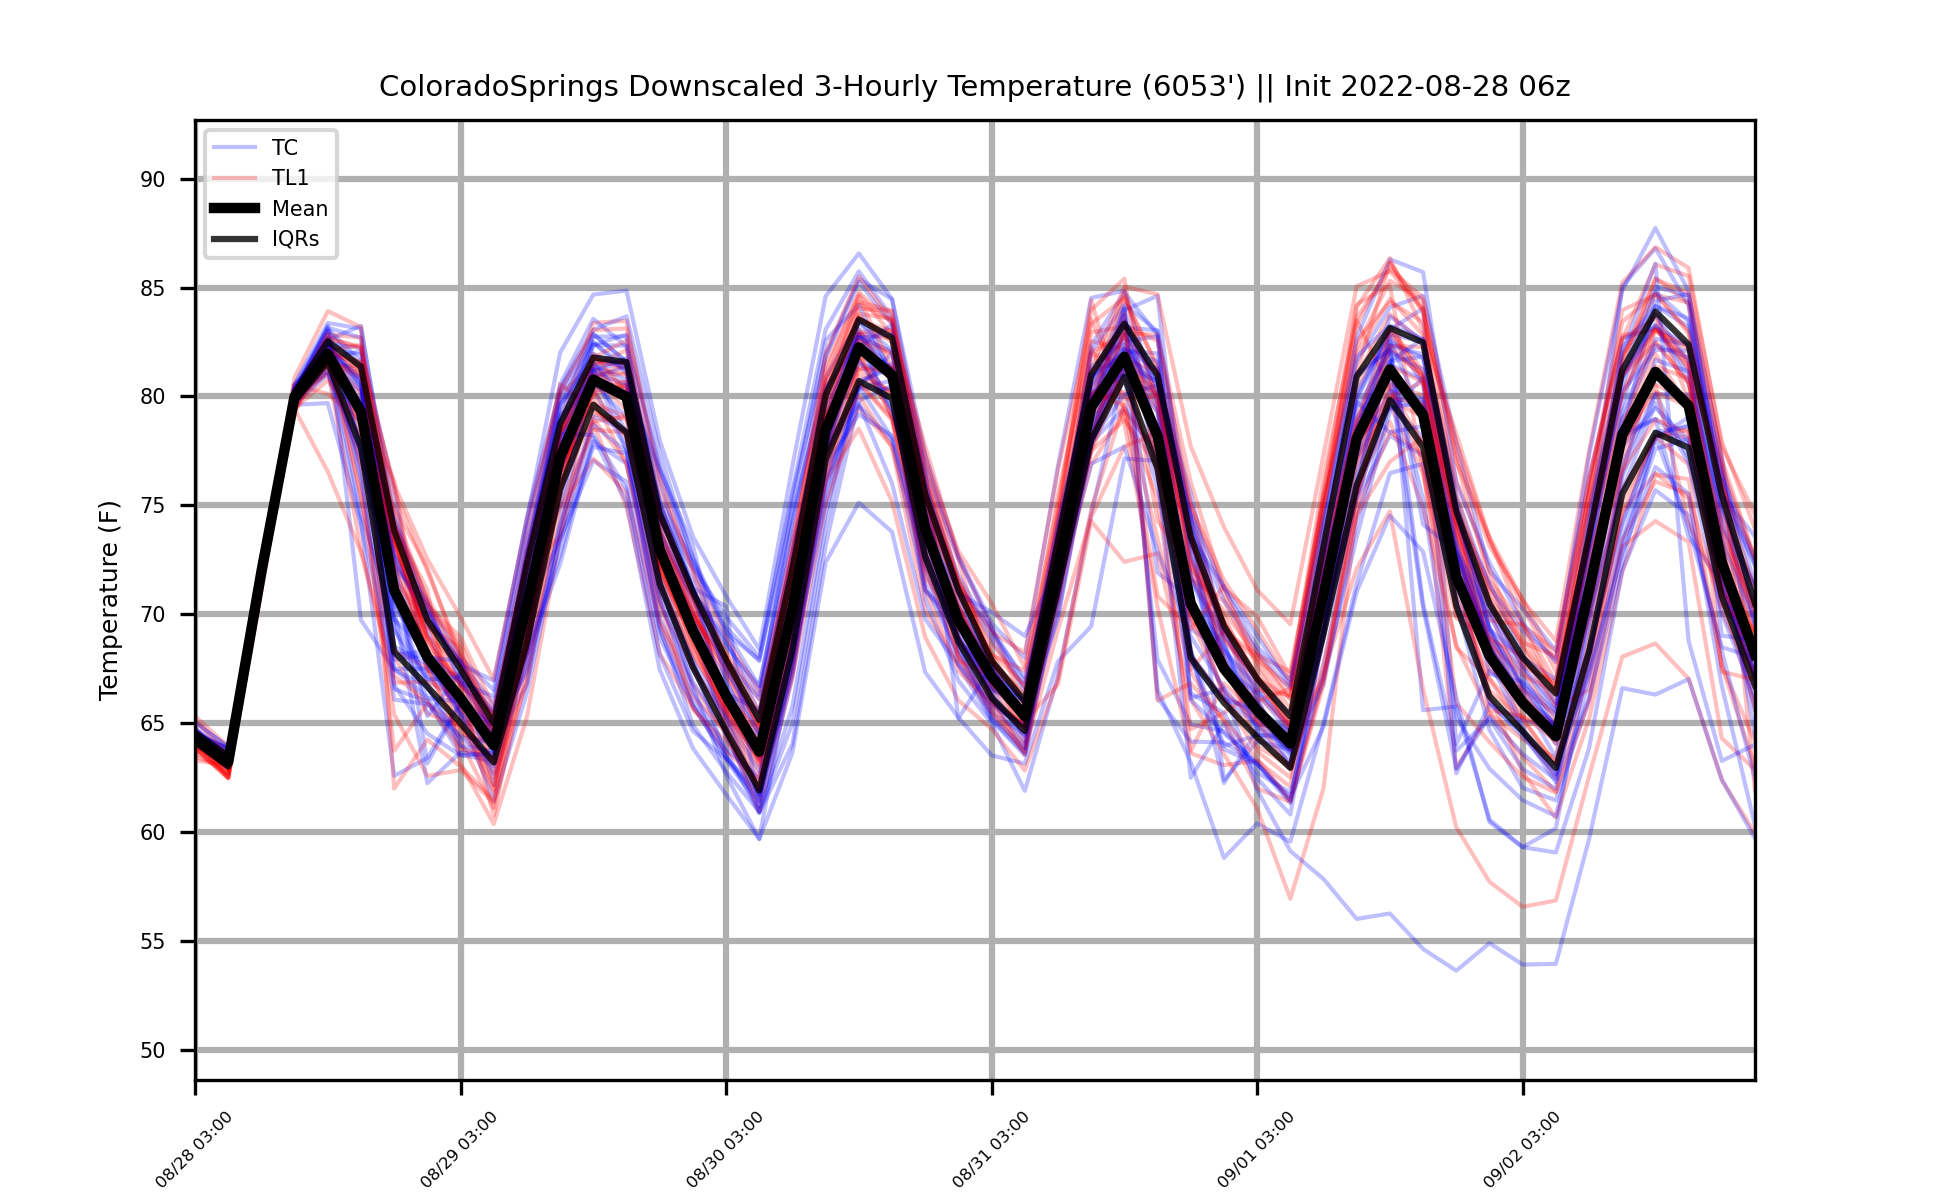 ColoradoSprings Downscaled 3-Hourly Temperature (6053') || Init 2022-08-28 06z
TC
TL1
Mean
IQRs
Temperature (F)
90
85
80
75
70
65
60
55
50
08/28 03:00
08/29 03:00
08/30 03:00
08/31 03:00
09/01 03:00
09/02 03:00